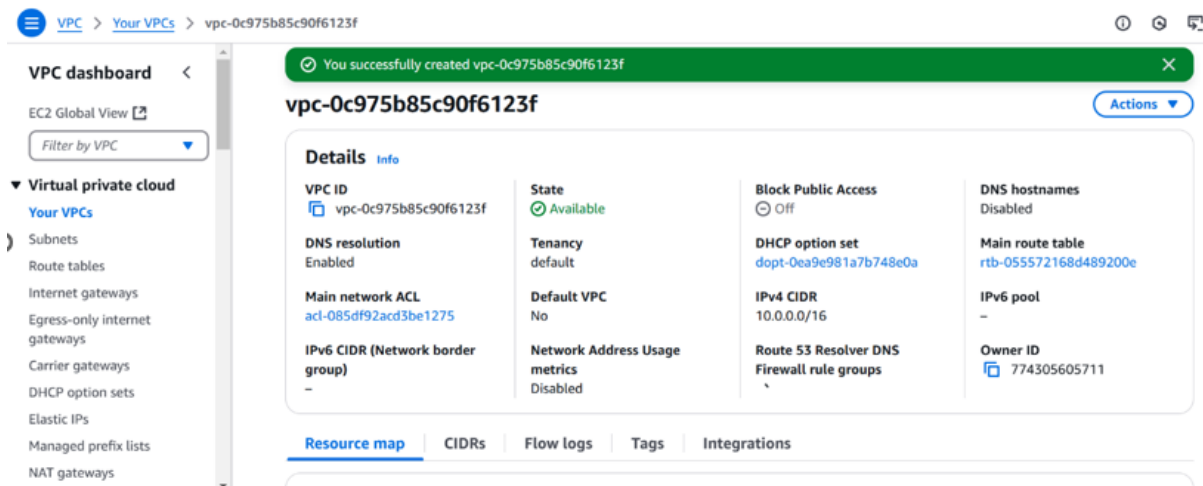 VPC > Your VPCs > vpc-0c975b85c90f6123f
VPC dashboard
EC2 Global View
Filter by VPC
Virtual private cloud
Your VPCs
Subnets
Route tables
Internet gateways
Egress-only internet
gateways
Carrier gateways
DHCP option sets
Elastic IPs
Managed prefix lists
NAT gateways
You successfully created vpc-0c975b85c90f6123f
vpc-0c975b85c90f6123f
Actions
Details Info
VPC ID
vpc-0c975b85c90f6123f
State
Available
Block Public Access
Off
DNS hostnames
Disabled
DNS resolution
Enabled
Tenancy
default
DHCP option set
dopt-0ea9e981a7b748e0a
Main route table
rtb-055572168d489200e
Main network ACL
acl-085df92acd3be1275
Default VPC
No
IPv4 CIDR
10.0.0.0/16
IPv6 pool
–
IPv6 CIDR (Network border
group)
–
Network Address Usage
metrics
Disabled
Route 53 Resolver DNS
Firewall rule groups
Owner ID
774305605711
Resource map
CIDRs
Flow logs
Tags
Integrations